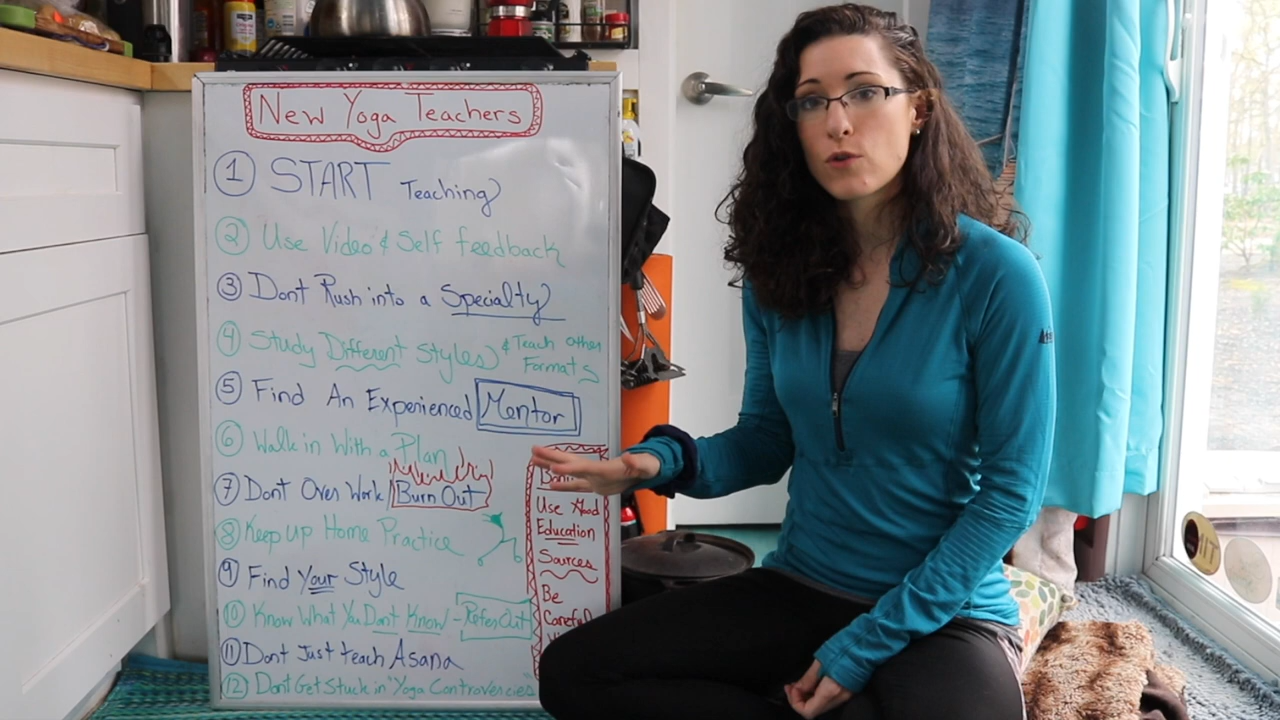 New Yoga Teachers
1 START Teaching
2 Use Video & Self feedback
3 Dont Rush into a Specialty
4 Study Different Styles & Teach other
Formats
5 Find An Experienced Mentor
6 Walk in With a Plan
7 Dont Over Work Burn Out
8 Keep up Home Practice
9 Find Your Style
10 Know What You Dont Know - Refer Out
11 Dont Just teach Asana
12 Dont Get Stuck in "Yoga Controvercies"
Use Good
Education
Sources
Be
Careful